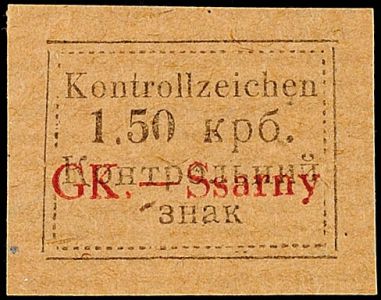 Kontrollzeichen
1.50 крб.
Контрольний
GK. — Ssarny
знак